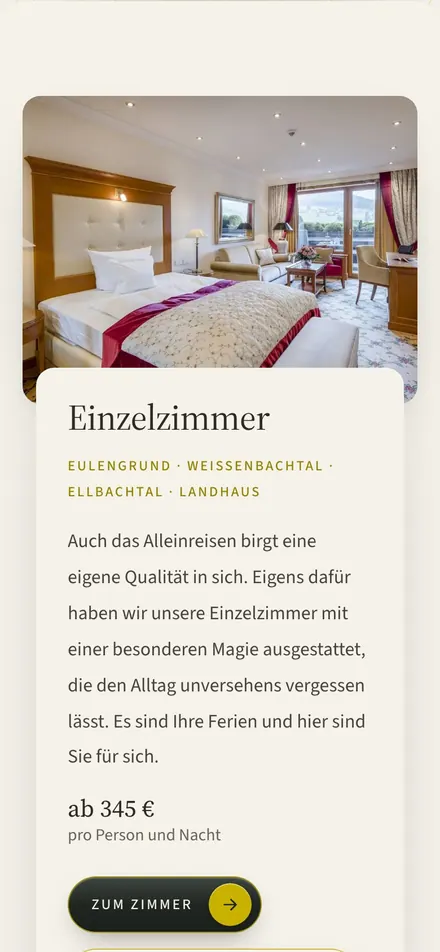 Einzelzimmer
EULENGRUND · WEISSENBACHTAL ·
ELLBACHTAL · LANDHAUS
Auch das Alleinreisen birgt eine
eigene Qualität in sich. Eigens dafür
haben wir unsere Einzelzimmer mit
einer besonderen Magie ausgestattet,
die den Alltag unversehens vergessen
lässt. Es sind Ihre Ferien und hier sind
Sie für sich.
ab 345 €
pro Person und Nacht
ZUM ZIMMER →